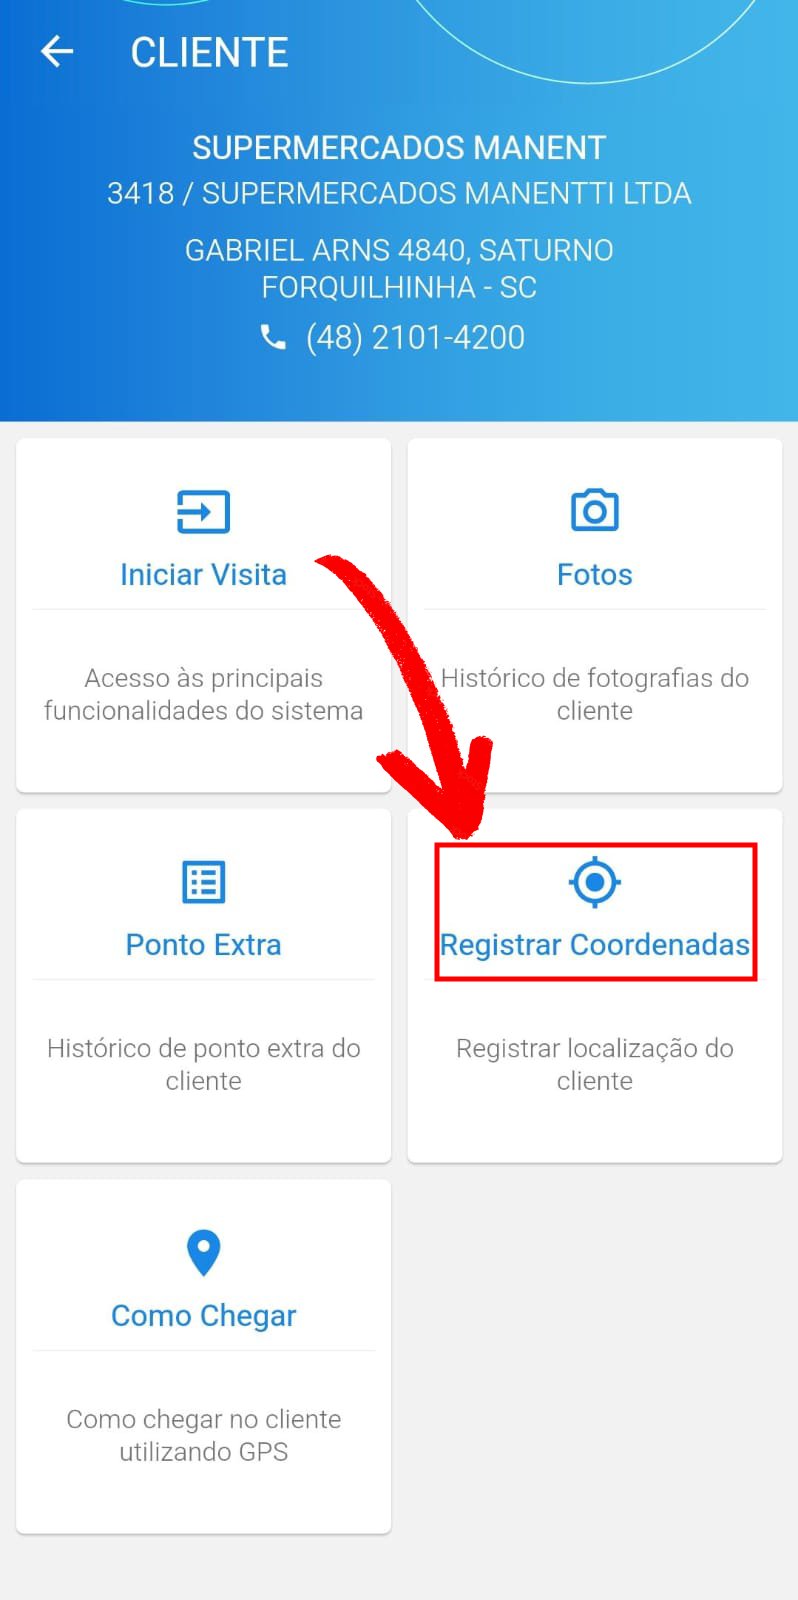 CLIENTE
SUPERMERCADOS MANENT
3418 / SUPERMERCADOS MANENTTI LTDA
GABRIEL ARNS 4840, SATURNO
FORQUILHINHA - SC
(48) 2101-4200
Iniciar Visita
Acesso às principais
funcionalidades do sistema
Fotos
Histórico de fotografias do
cliente
Ponto Extra
Histórico de ponto extra do
cliente
Registrar Coordenadas
Registrar localização do
cliente
Como Chegar
Como chegar no cliente
utilizando GPS